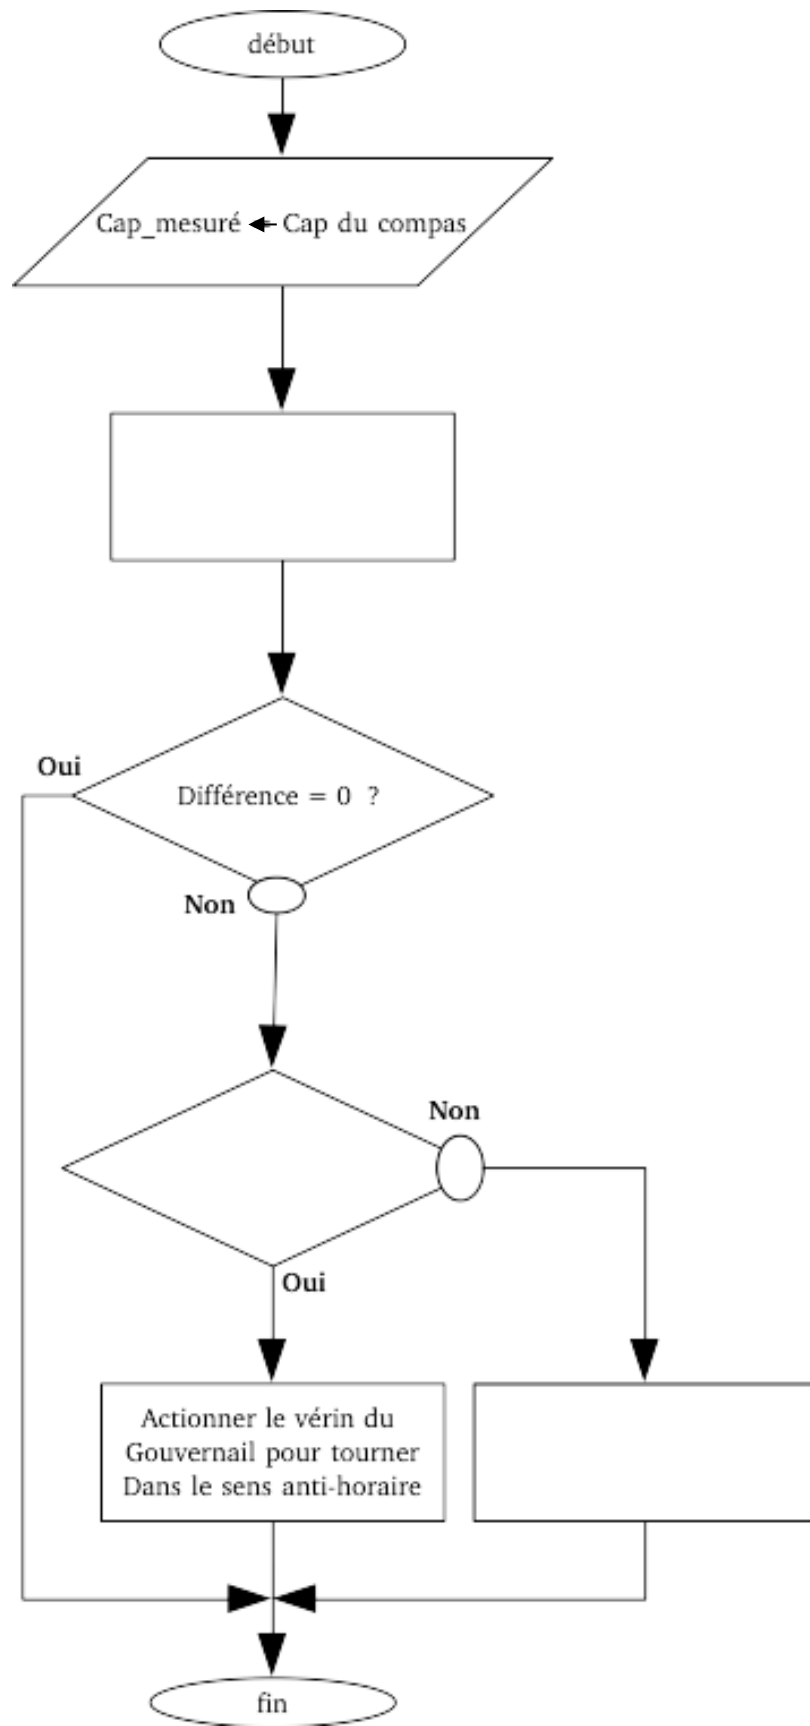 début
Cap_mesuré ← Cap du compas
Oui
Différence = 0 ?
Non
Non
Oui
Actionner le vérin du
Gouvernail pour tourner
Dans le sens anti-horaire
fin